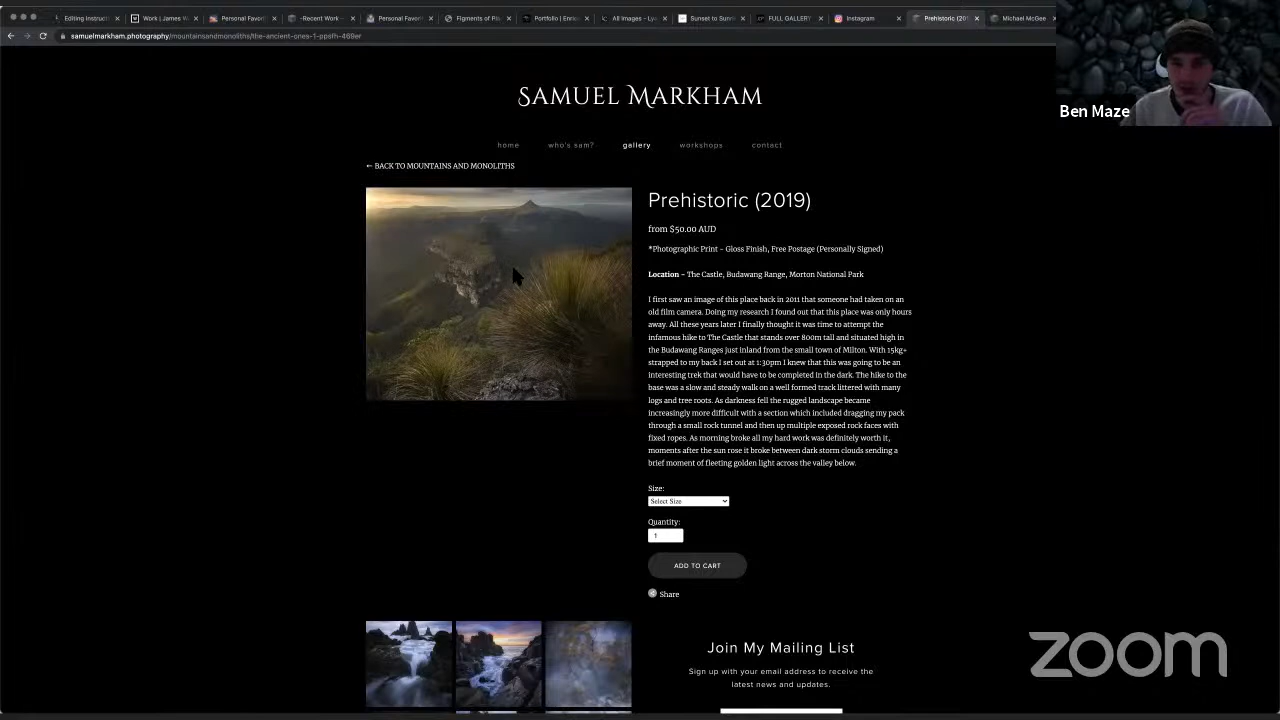 Editing Instruct
Work | James W
Personal Favorit
~Recent Work~
Personal Favori
Portfolio | Enric
All Images - Ly
Sunset to Sunri
FULL GALLERY
Instagram
Prehistoric (201
Michael McGee
samuelmarkham.photography/mountainsandmonoliths/the-ancient-ones-1-ppsfh-469er
Ben Maze
SAMUEL MARKHAM
home who's sam? gallery workshops contact
← BACK TO MOUNTAINS AND MONOLITHS
Prehistoric (2019)
from $50.00 AUD
*Photographic Print - Gloss Finish, Free Postage (Personally Signed)
Location - The Castle, Budawang Range, Morton National Park
I first saw an image of this place back in 2011 that someone had taken on an
old film camera. Doing my research I found out that this place was only hours
away. All these years later I finally thought it was time to attempt the
infamous hike to The Castle that stands over 800m tall and situated high in
the Budawang Ranges just inland from the small town of Milton. With 15kg+
strapped to my back I set out at 1:30pm I knew that this was going to be an
interesting trek that would have to be completed in the dark. The hike to the
base was a slow and steady walk on a well formed track littered with many
logs and tree roots. As darkness fell the rugged landscape became
increasingly more difficult with a section which included dragging my pack
through a small rock tunnel and then up multiple exposed rock faces with
fixed ropes. As morning broke all my hard work was definitely worth it,
moments after the sun rose it broke between dark storm clouds sending a
brief moment of fleeting golden light across the valley below.
Size:
Select Size
Quantity:
1
ADD TO CART
Share
Join My Mailing List
Sign up with your email address to receive the
latest news and updates.
zoom